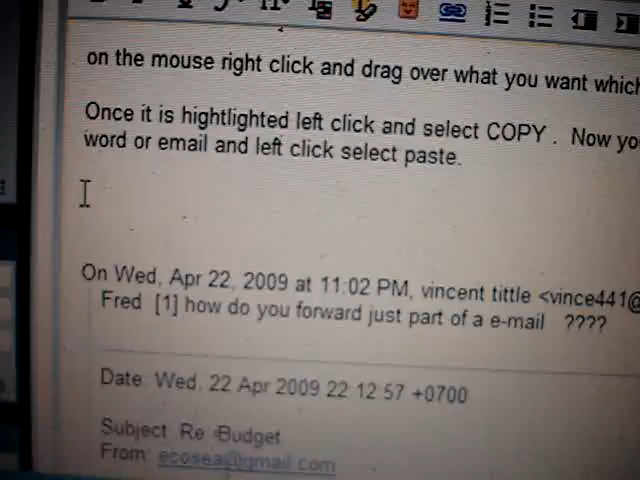 on the mouse right click and drag over what you want which
Once it is hightlighted left click and select COPY . Now yo
word or email and left click select paste.
On Wed, Apr 22, 2009 at 11:02 PM, vincent tittle <vince441@
Fred [1] how do you forward just part of a e-mail ????
Date: Wed, 22 Apr 2009 22:12:57 +0700
Subject: Re: Budget
From: ecosea@gmail.com